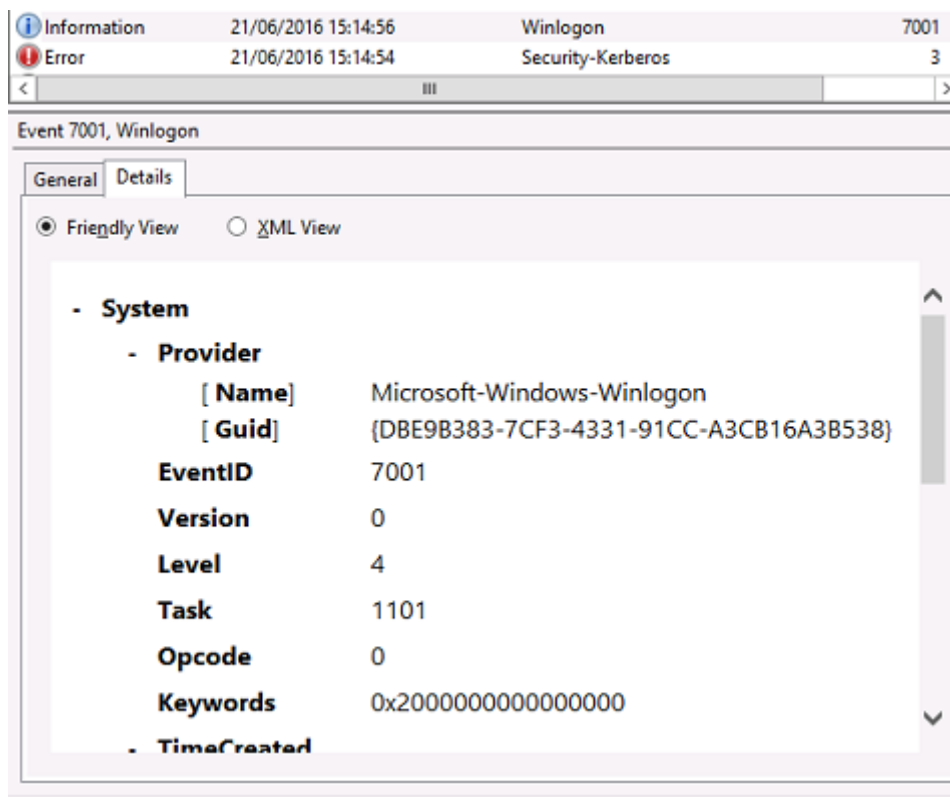 Information 21/06/2016 15:14:56 Winlogon 7001
Error 21/06/2016 15:14:54 Security-Kerberos 3
Event 7001, Winlogon
General Details
Friendly View XML View
- System
- Provider
[ Name] Microsoft-Windows-Winlogon
[ Guid] {DBE9B383-7CF3-4331-91CC-A3CB16A3B538}
EventID 7001
Version 0
Level 4
Task 1101
Opcode 0
Keywords 0x2000000000000000
- TimeCreated